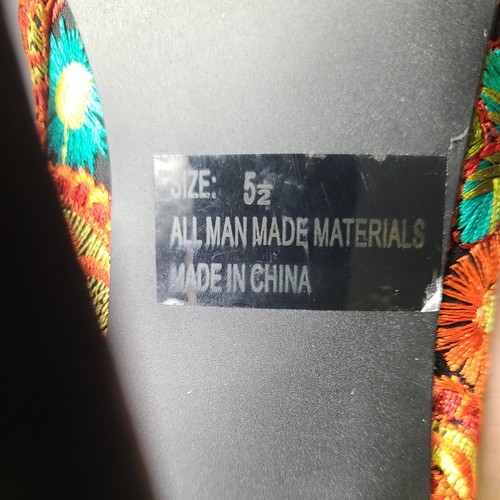 SIZE: 5½
ALL MAN MADE MATERIALS
MADE IN CHINA